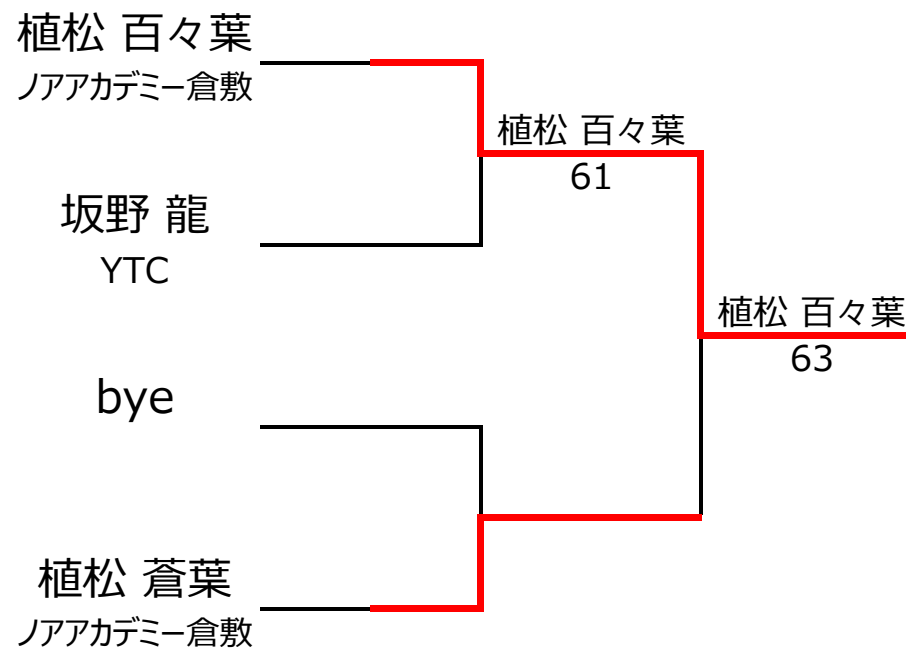 植松 百々葉
ノアアカデミー倉敷
植松 百々葉
61
坂野 龍
YTC
植松 百々葉
63
bye
植松 蒼葉
ノアアカデミー倉敷